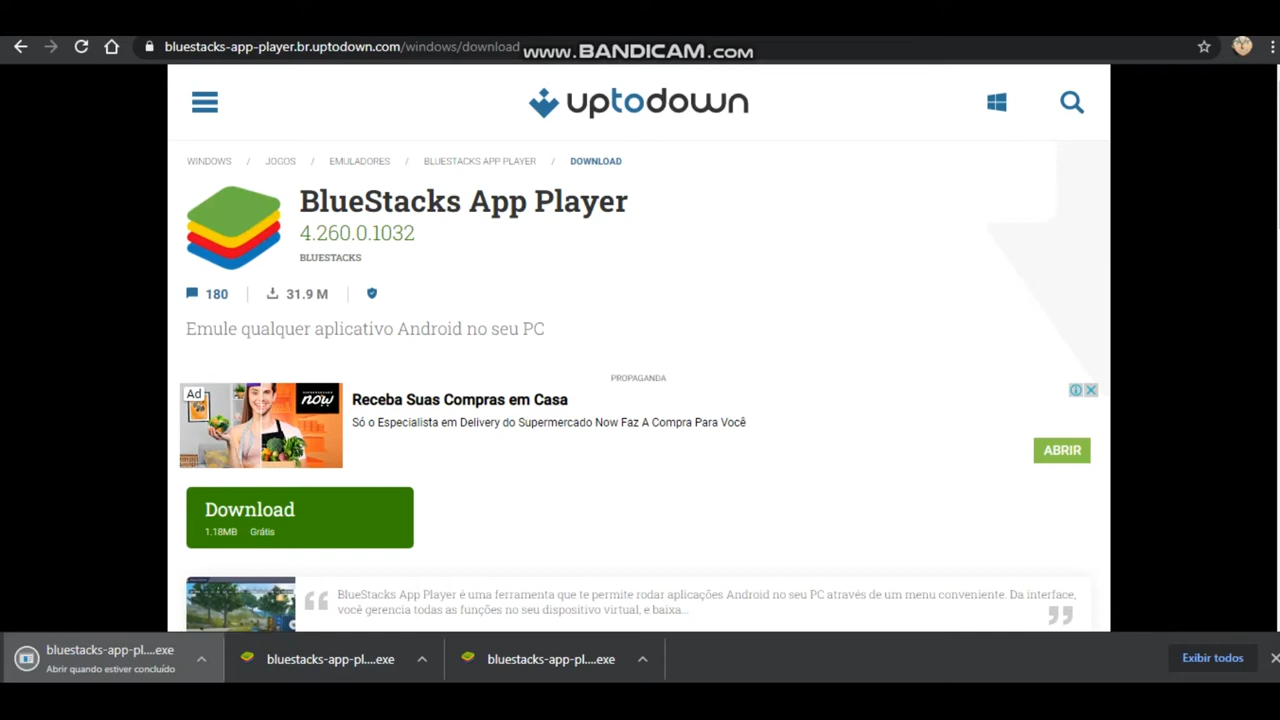 bluestacks-app-player.br.uptodown.com/windows/download
www.BANDICAM.com
uptodown
WINDOWS / JOGOS / EMULADORES / BLUESTACKS APP PLAYER / DOWNLOAD
BlueStacks App Player
4.260.0.1032
BLUESTACKS
180 31.9 M
Emule qualquer aplicativo Android no seu PC
PROPAGANDA
Ad
now
Receba Suas Compras em Casa
Só o Especialista em Delivery do Supermercado Now Faz A Compra Para Você
ABRIR
Download
1.18MB Grátis
BlueStacks App Player é uma ferramenta que te permite rodar aplicações Android no seu PC através de um menu conveniente. Da interface,
você gerencia todas as funções no seu dispositivo virtual, e baixa...
bluestacks-app-pl....exe
Abrir quando estiver concluído
bluestacks-app-pl....exe
bluestacks-app-pl....exe
Exibir todos